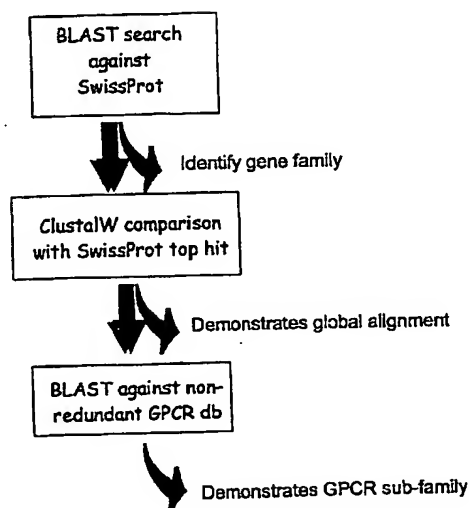 BLAST search
against
SwissProt
Identify gene family
ClustalW comparison
with SwissProt top hit
Demonstrates global alignment
BLAST against non-
redundant GPCR db
Demonstrates GPCR sub-family